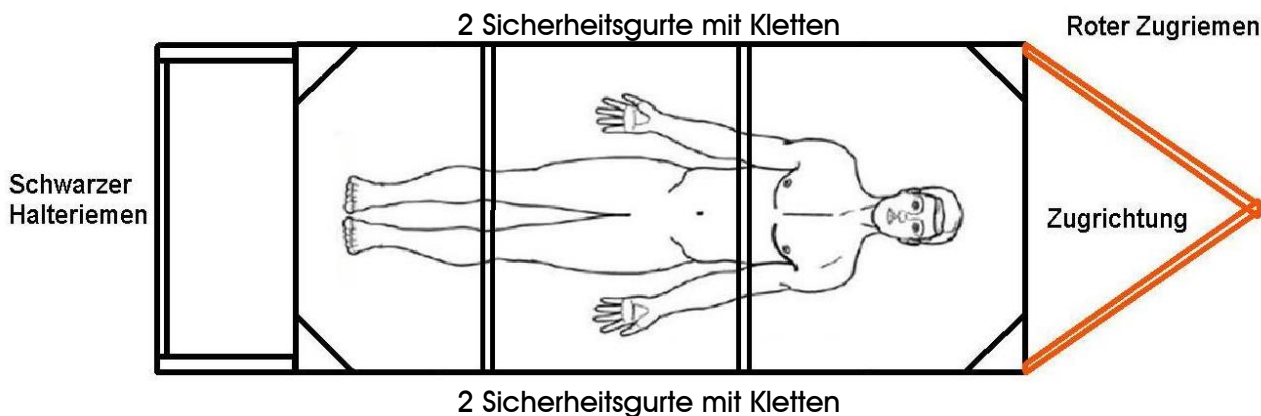 2 Sicherheitsgurte mit Kletten
Roter Zugriemen
Schwarzer
Halteriemen
Zugrichtung
2 Sicherheitsgurte mit Kletten